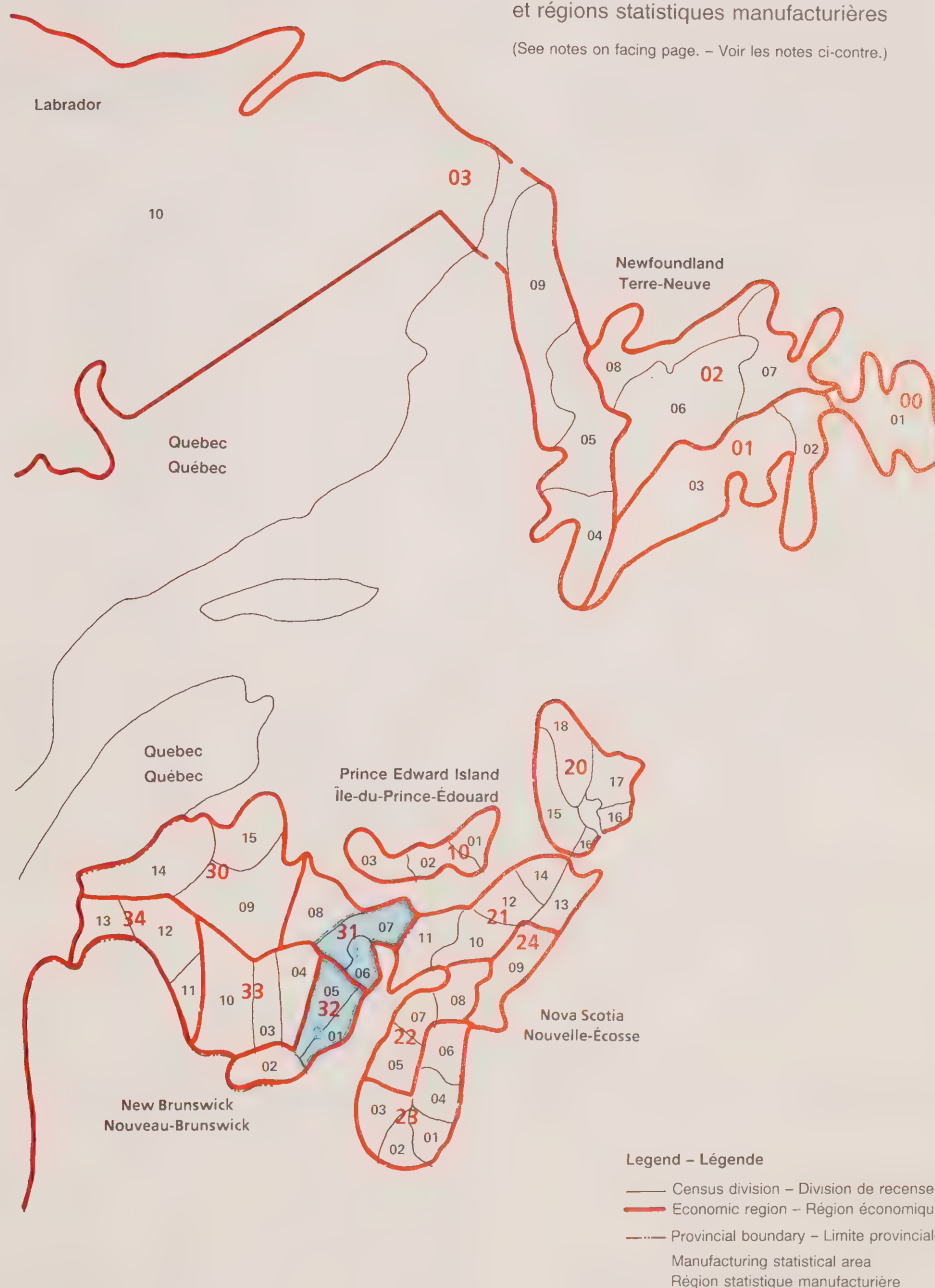 et régions statistiques manufacturières
(See notes on facing page. – Voir les notes ci-contre.)
Labrador
03
10
09
Newfoundland
Terre-Neuve
08
02
07
00
01
06
Quebec
Québec
05
01
02
03
04
18
Quebec
Québec
20
17
Prince Edward Island
Île-du-Prince-Édouard
15
16
16
15
01
03
02
10
14
30
14
09
12
13
08
07
21
13
34
12
31
11
10
24
04
06
09
11
10
33
05
08
32
07
03
01
22
06
Nova Scotia
Nouvelle-Écosse
02
05
New Brunswick
Nouveau-Brunswick
04
03
23
01
02
Legend – Légende
Census division – Division de recense
Economic region – Région économiqu
Provincial boundary – Limite provincial
Manufacturing statistical area
Région statistique manufacturière